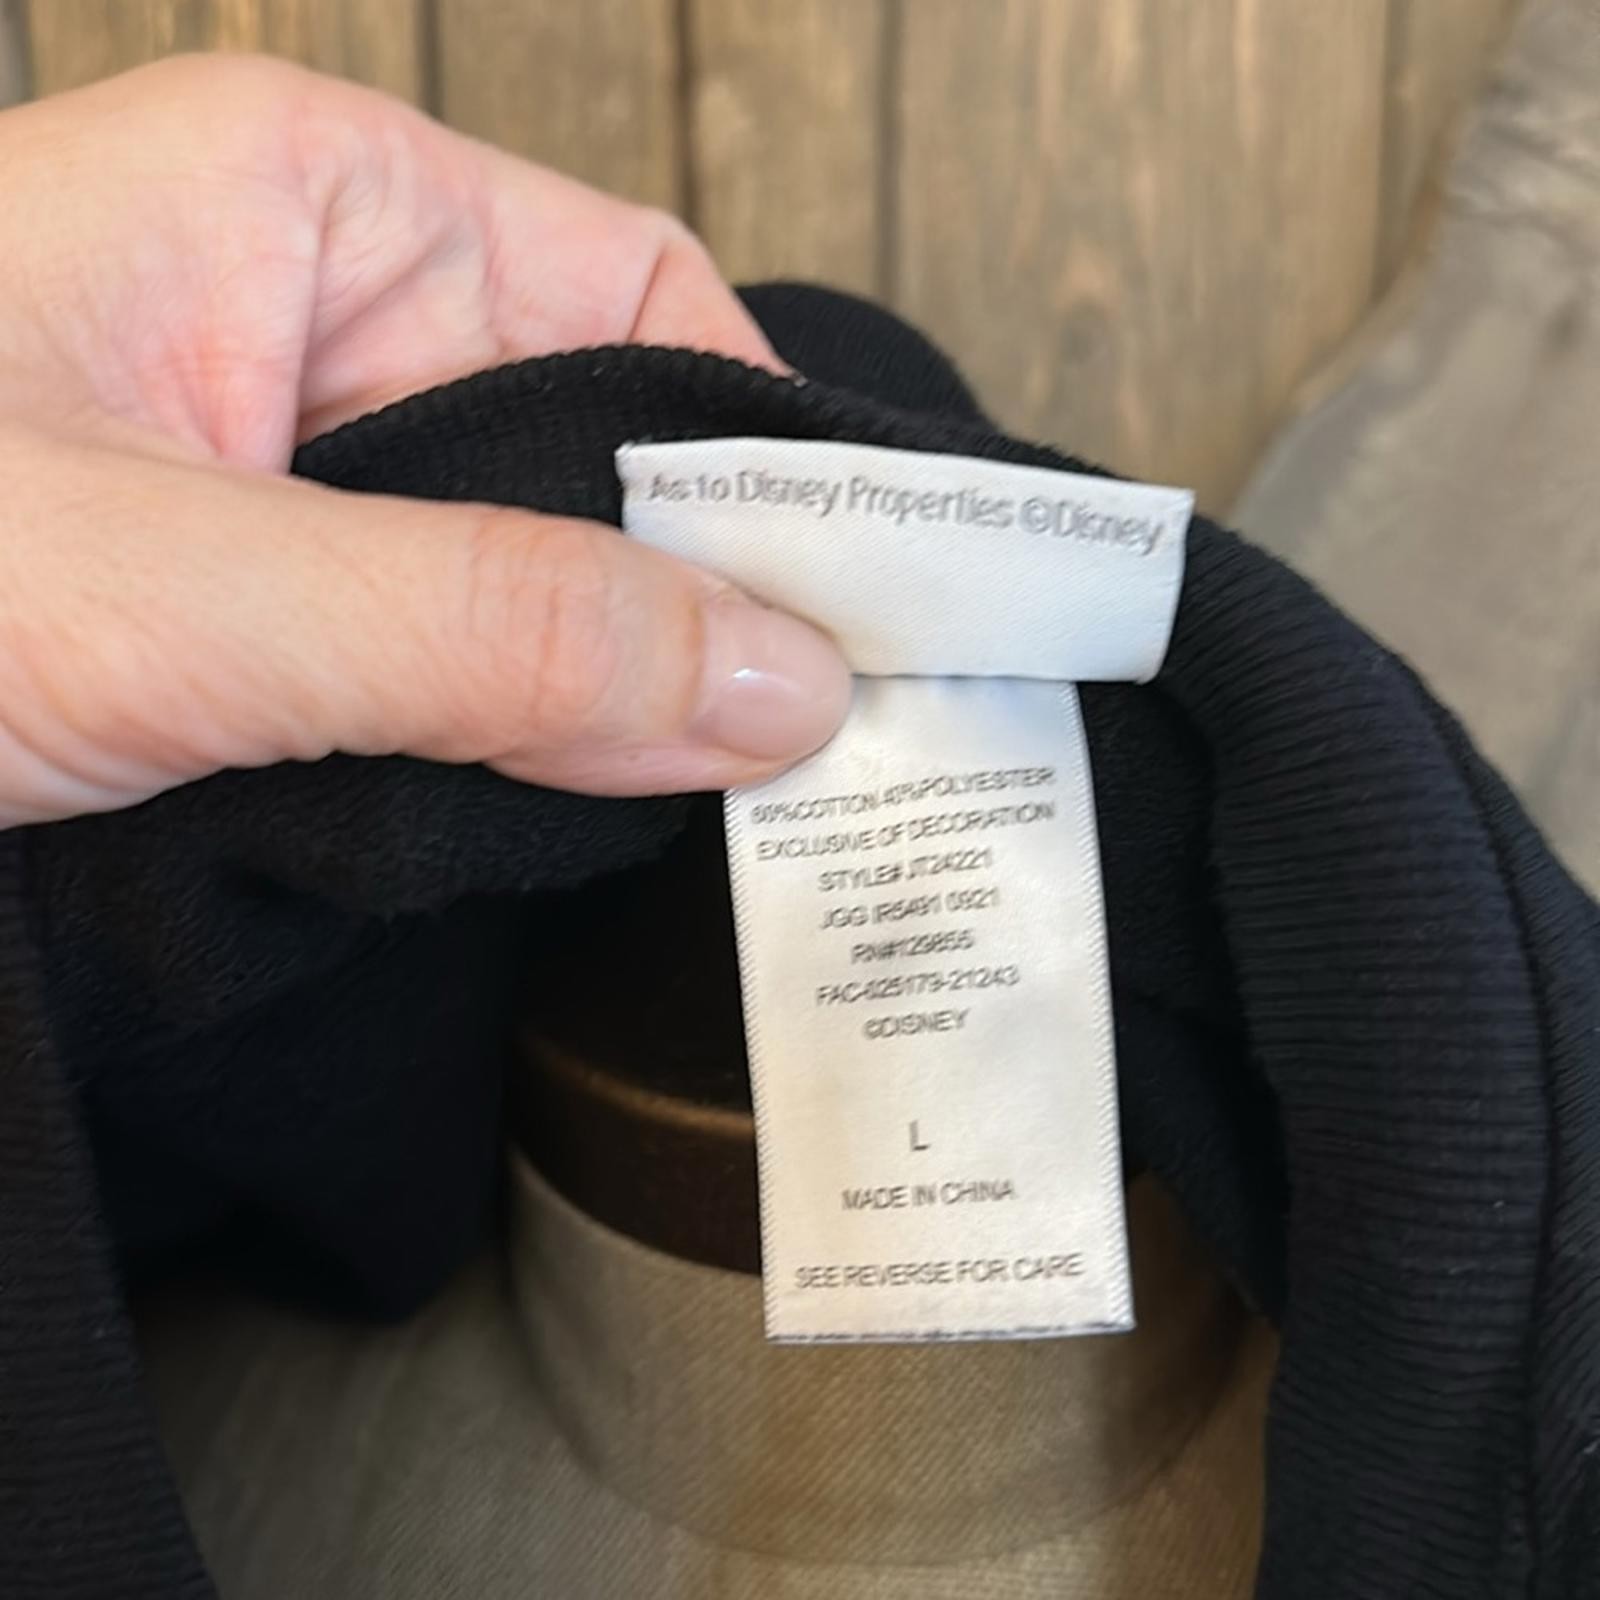 As to Disney Properties ©Disney
60%COTTON 40%POLYESTER
EXCLUSIVE OF DECORATION
STYLE# JT24221
JGG IR5491 0921
RN#129855
FAC-025179-21243
©DISNEY
L
MADE IN CHINA
SEE REVERSE FOR CARE